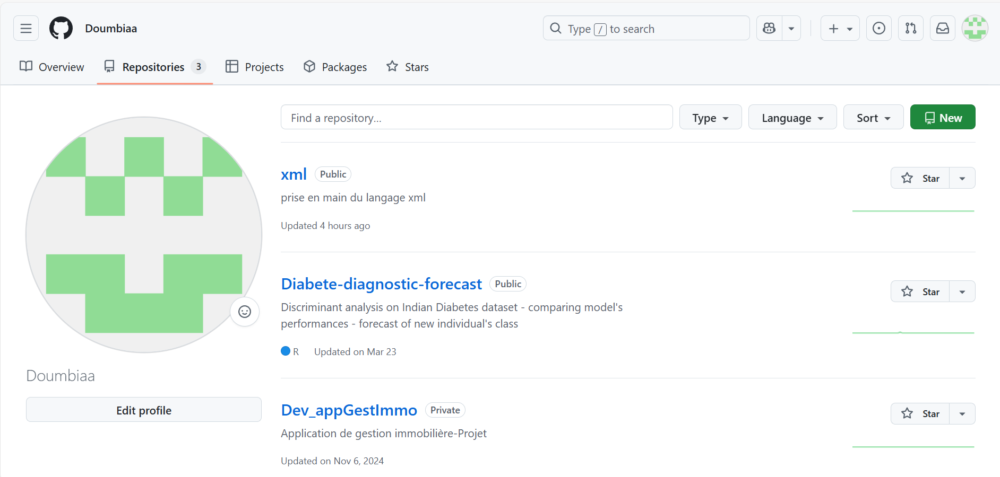 Doumbiaa
Type / to search
Overview
Repositories 3
Projects
Packages
Stars
Find a repository...
Type
Language
Sort
New
xml Public
Star
prise en main du langage xml
Updated 4 hours ago
Diabete-diagnostic-forecast Public
Star
Discriminant analysis on Indian Diabetes dataset - comparing model's
performances - forecast of new individual's class
R Updated on Mar 23
Doumbiaa
Edit profile
Dev_appGestImmo Private
Star
Application de gestion immobilière-Projet
Updated on Nov 6, 2024